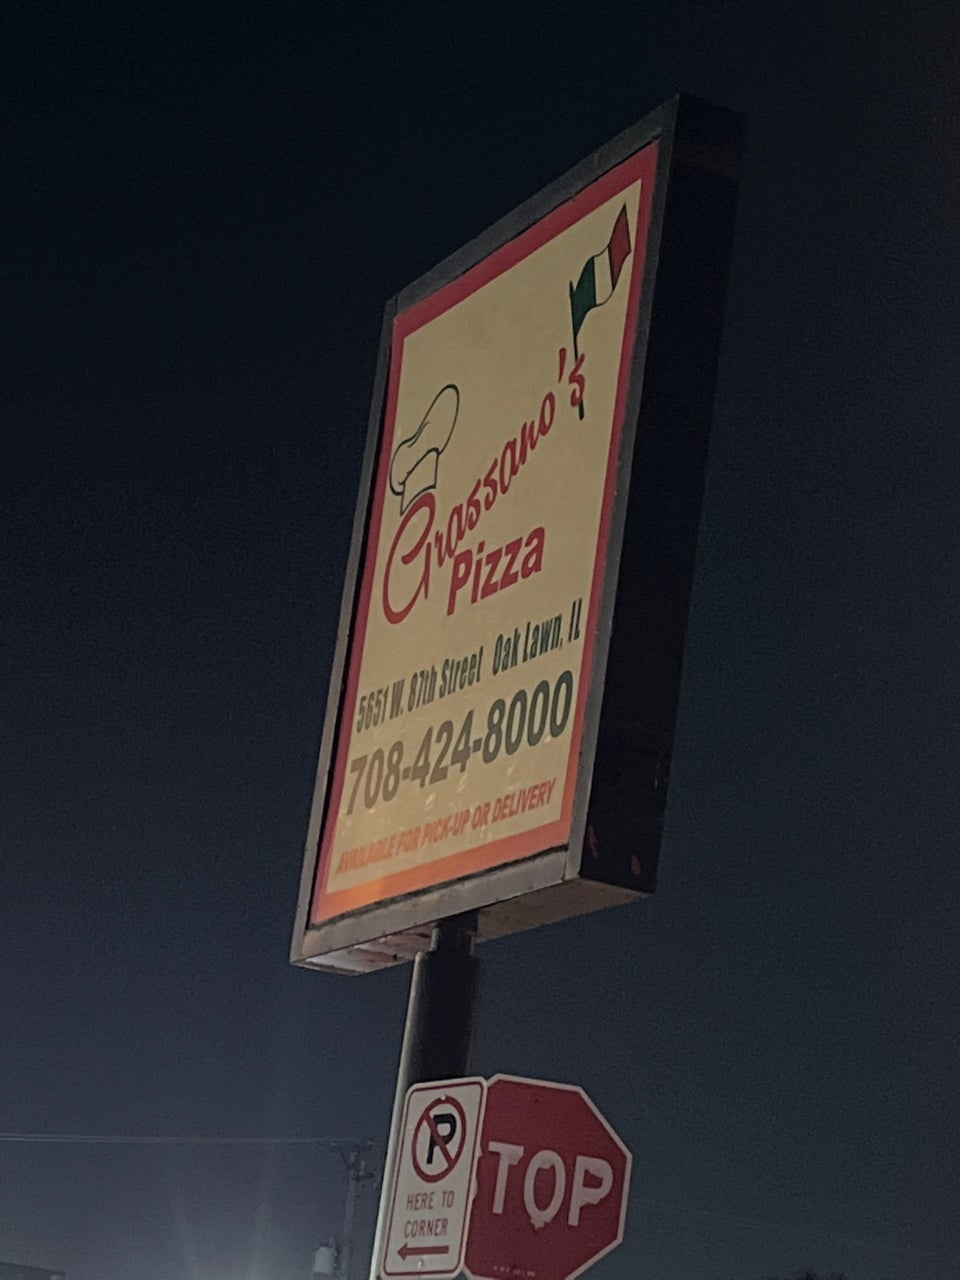 Grassano's
Pizza
5651 W. 87th Street Oak Lawn, IL
708-424-8000
AVAILABLE FOR PICK-UP OR DELIVERY
P
HERE TO
CORNER
STOP